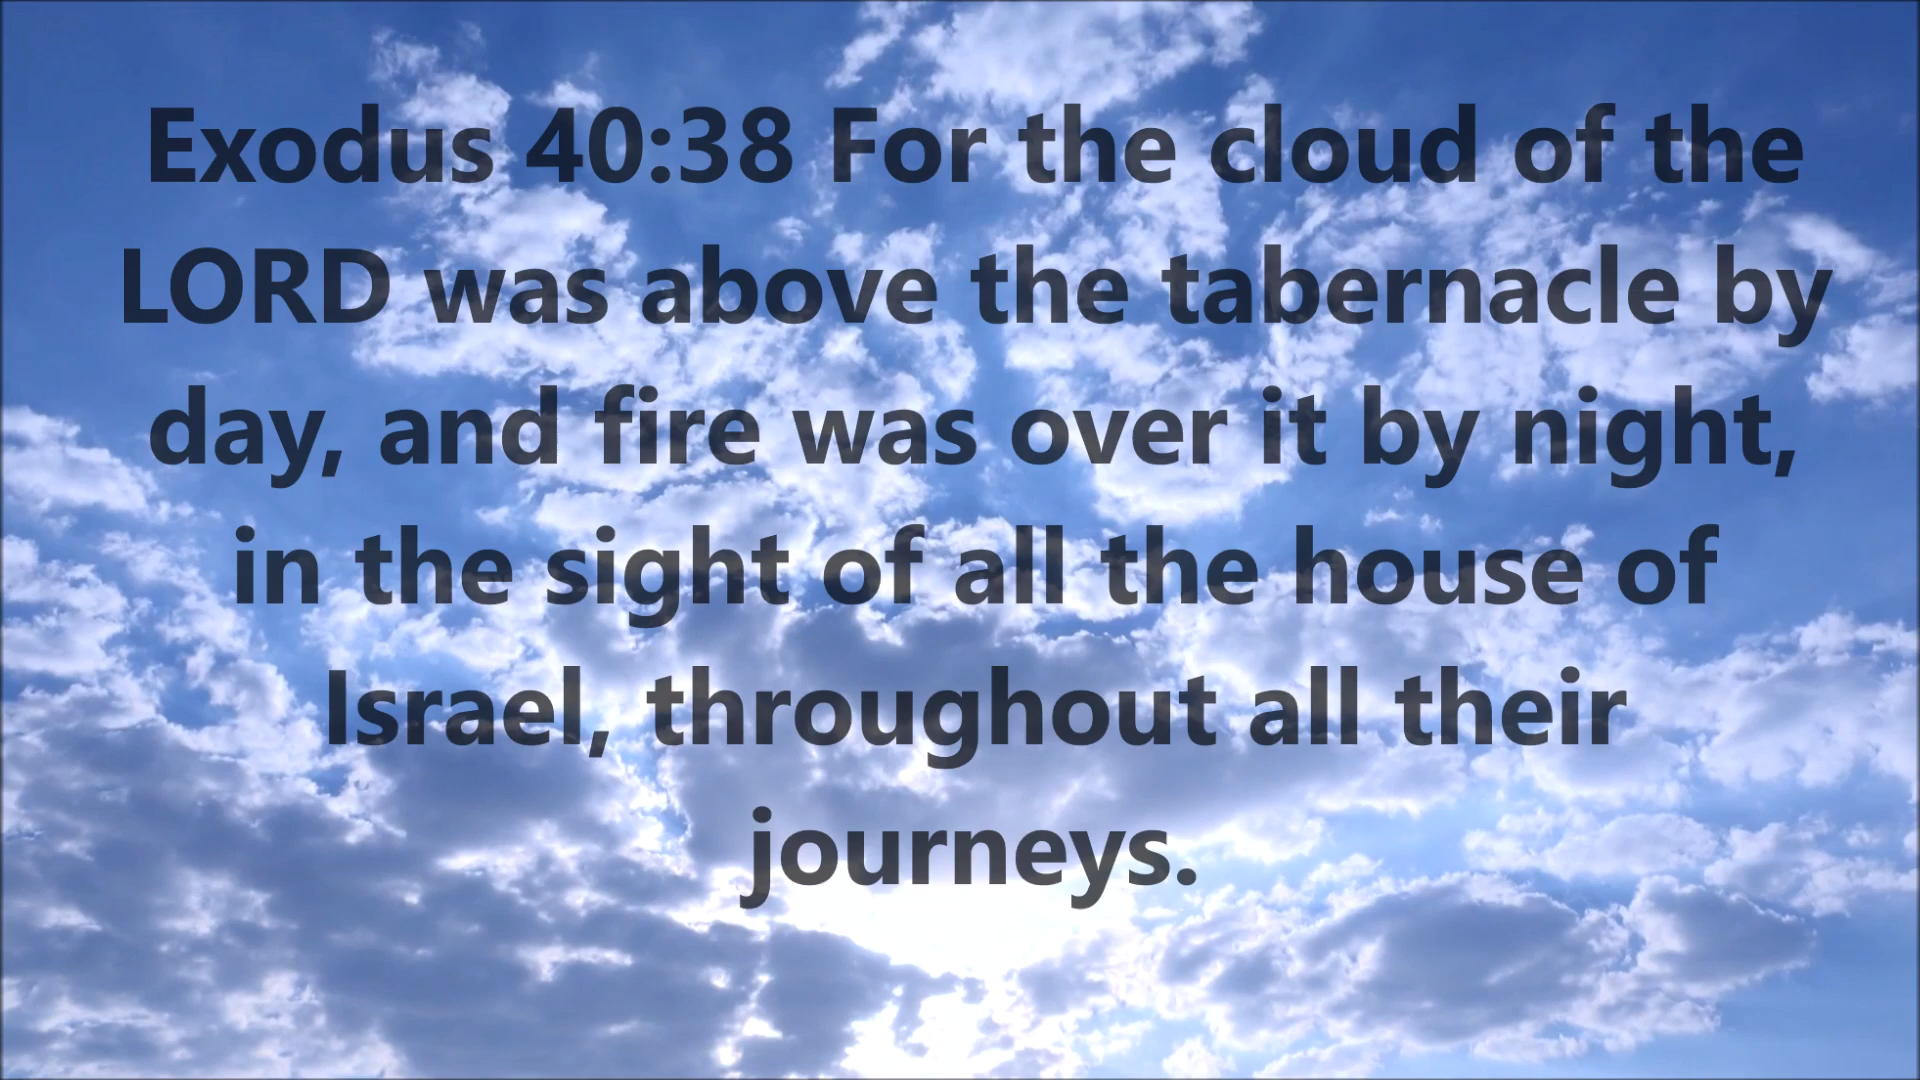 Exodus 40:38 For the cloud of the
LORD was above the tabernacle by
day, and fire was over it by night,
in the sight of all the house of
Israel, throughout all their
journeys.